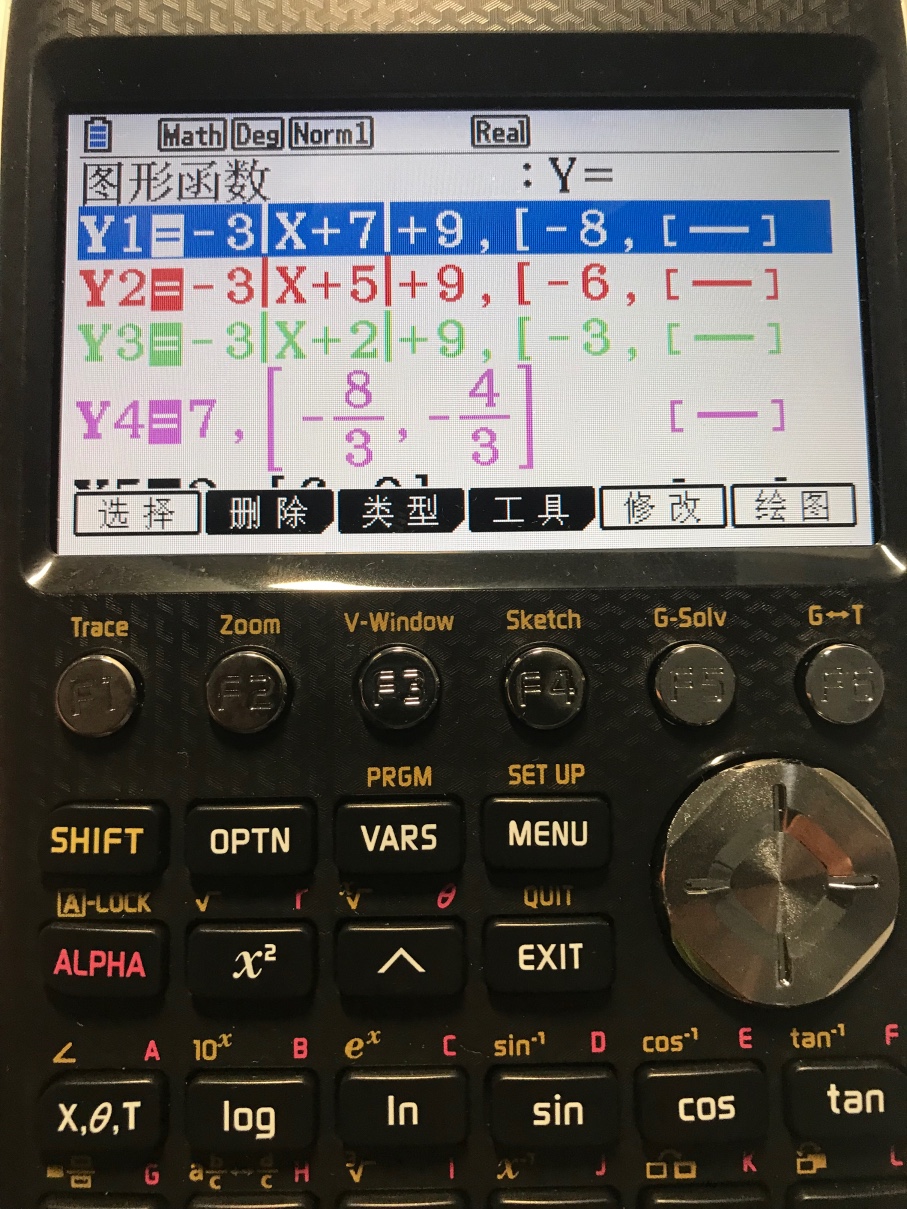 Math Deg Norm1 Real
图形函数 :Y=
Y1=-3|X+7|+9,[-8, [—]
Y2=-3|X+5|+9,[-6, [—]
Y3=-3|X+2|+9,[-3, [—]
Y4=7,[-8/3,-4/3] [—]
选择 删除 类型 工具 修改 绘图
Trace Zoom V-Window Sketch G-Solv G↔T
F1 F2 F3 F4 F5 F6
PRGM SET UP
SHIFT OPTN VARS MENU
A-LOCK √ r θ QUIT
ALPHA x² ^ EXIT
∠ A 10ˣ B eˣ C sin⁻¹ D cos⁻¹ E tan⁻¹ F
X,θ,T log ln sin cos tan
G H I J K L